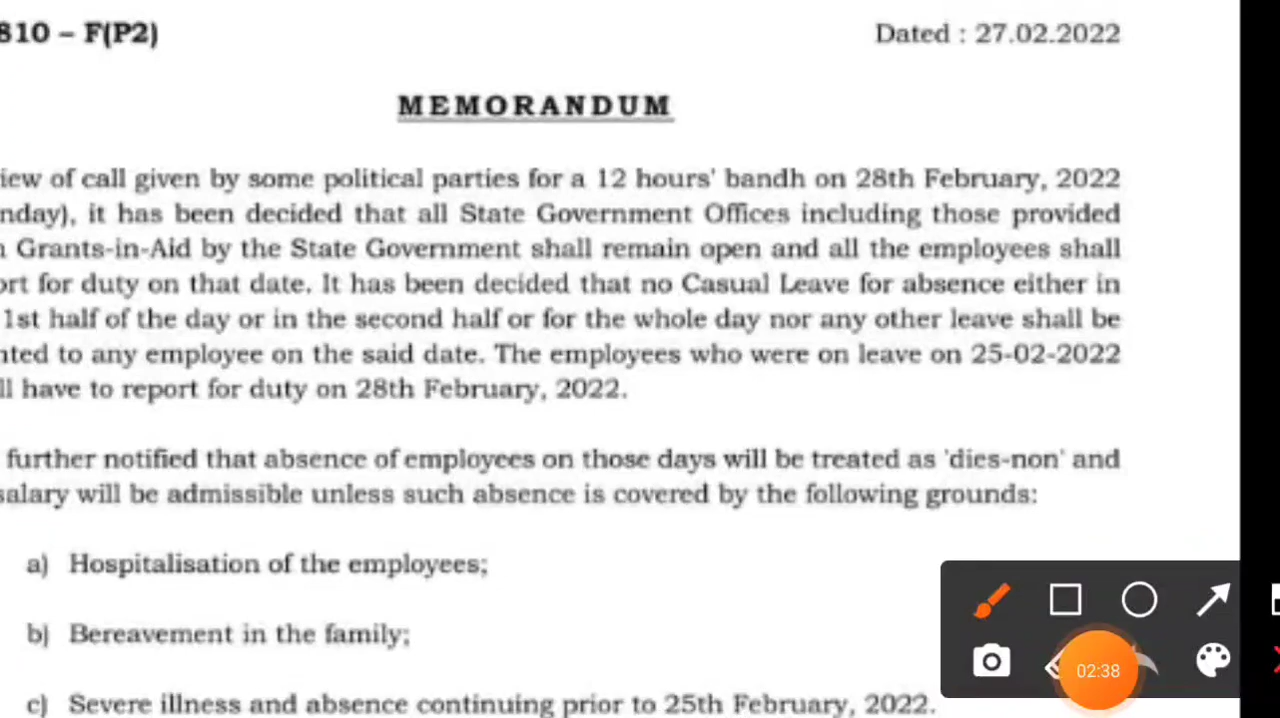 810 – F(P2) Dated : 27.02.2022
MEMORANDUM
iew of call given by some political parties for a 12 hours' bandh on 28th February, 2022
nday), it has been decided that all State Government Offices including those provided
Grants-in-Aid by the State Government shall remain open and all the employees shall
ort for duty on that date. It has been decided that no Casual Leave for absence either in
1st half of the day or in the second half or for the whole day nor any other leave shall be
nted to any employee on the said date. The employees who were on leave on 25-02-2022
ll have to report for duty on 28th February, 2022.
further notified that absence of employees on those days will be treated as 'dies-non' and
salary will be admissible unless such absence is covered by the following grounds:
a) Hospitalisation of the employees;
b) Bereavement in the family;
c) Severe illness and absence continuing prior to 25th February, 2022.
02:38